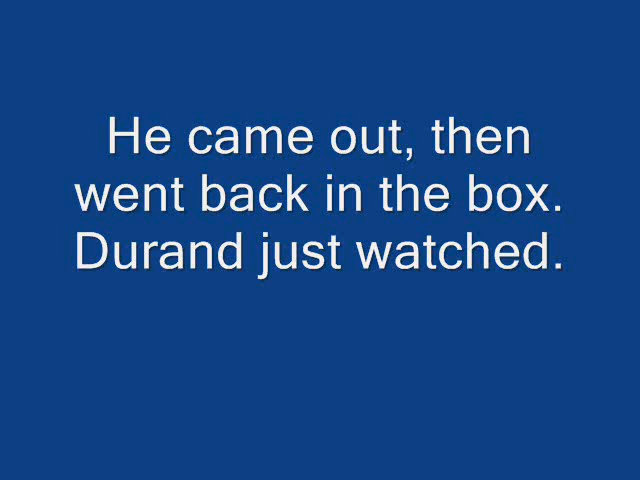 He came out, then
went back in the box.
Durand just watched.